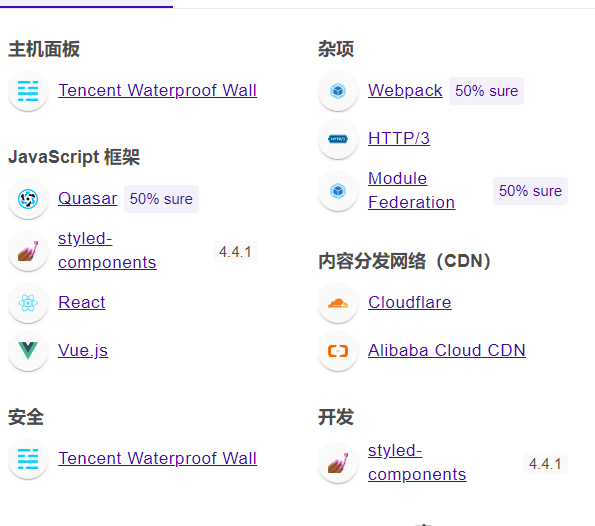 主机面板
Tencent Waterproof Wall
JavaScript 框架
Quasar 50% sure
styled-
components 4.4.1
React
Vue.js
安全
Tencent Waterproof Wall
杂项
Webpack 50% sure
HTTP/3
HTTP/3
Module
Federation 50% sure
内容分发网络（CDN）
Cloudflare
Alibaba Cloud CDN
开发
styled-
components 4.4.1